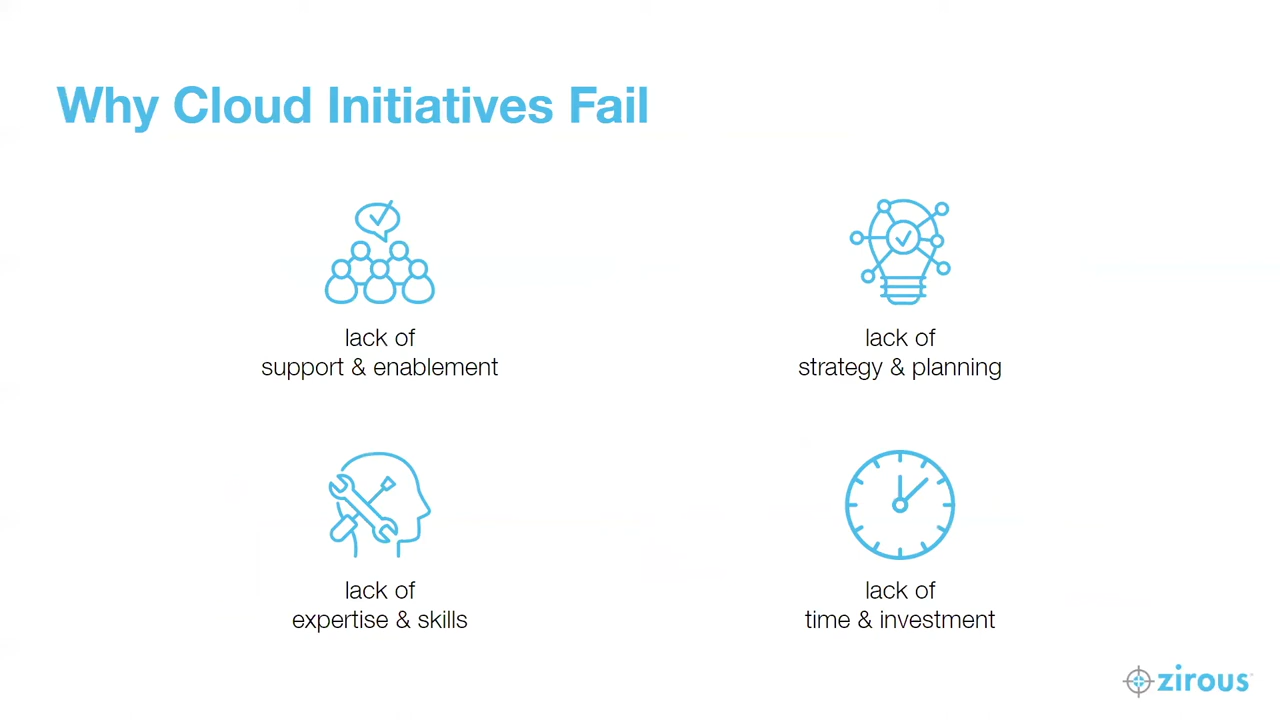 Why Cloud Initiatives Fail
lack of
support & enablement
lack of
strategy & planning
lack of
expertise & skills
lack of
time & investment
zirous